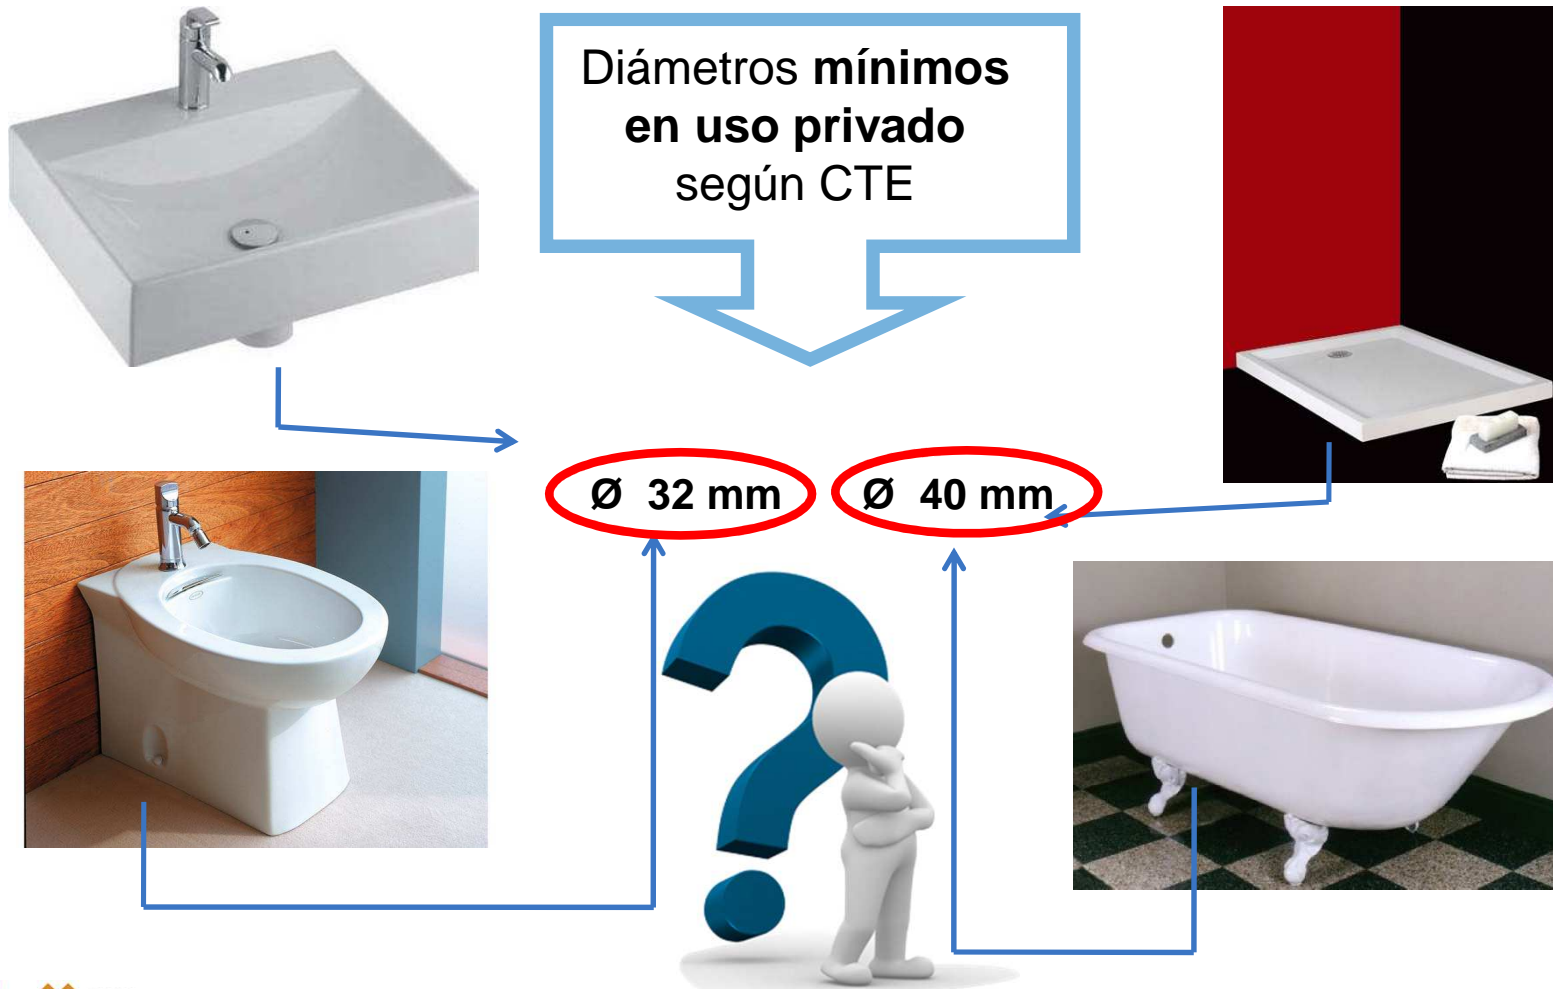 Diámetros mínimos
en uso privado
según CTE
Ø 32 mm
Ø 40 mm